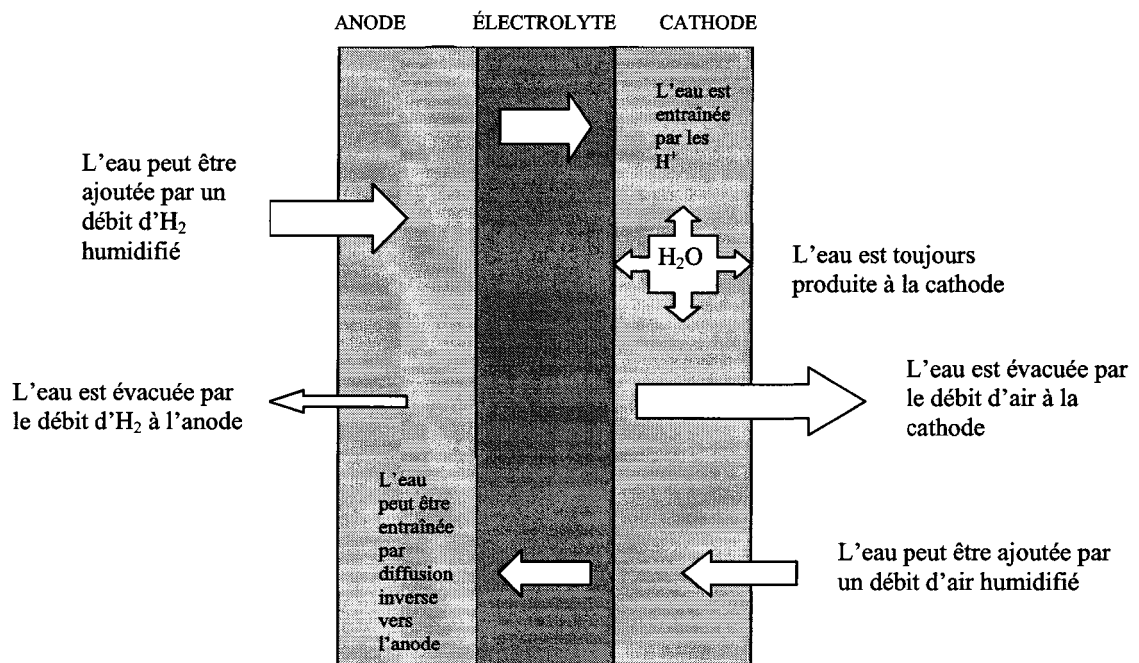 ANODE
ÉLECTROLYTE
CATHODE
L'eau est
entraînée
par les
H⁺
L'eau peut être
ajoutée par un
débit d'H₂
humidifié
H₂O
L'eau est toujours
produite à la cathode
L'eau est évacuée par
le débit d'H₂ à l'anode
L'eau est évacuée par
le débit d'air à la
cathode
L'eau
peut être
entraînée
par
diffusion
inverse
vers
l'anode
L'eau peut être ajoutée par
un débit d'air humidifié